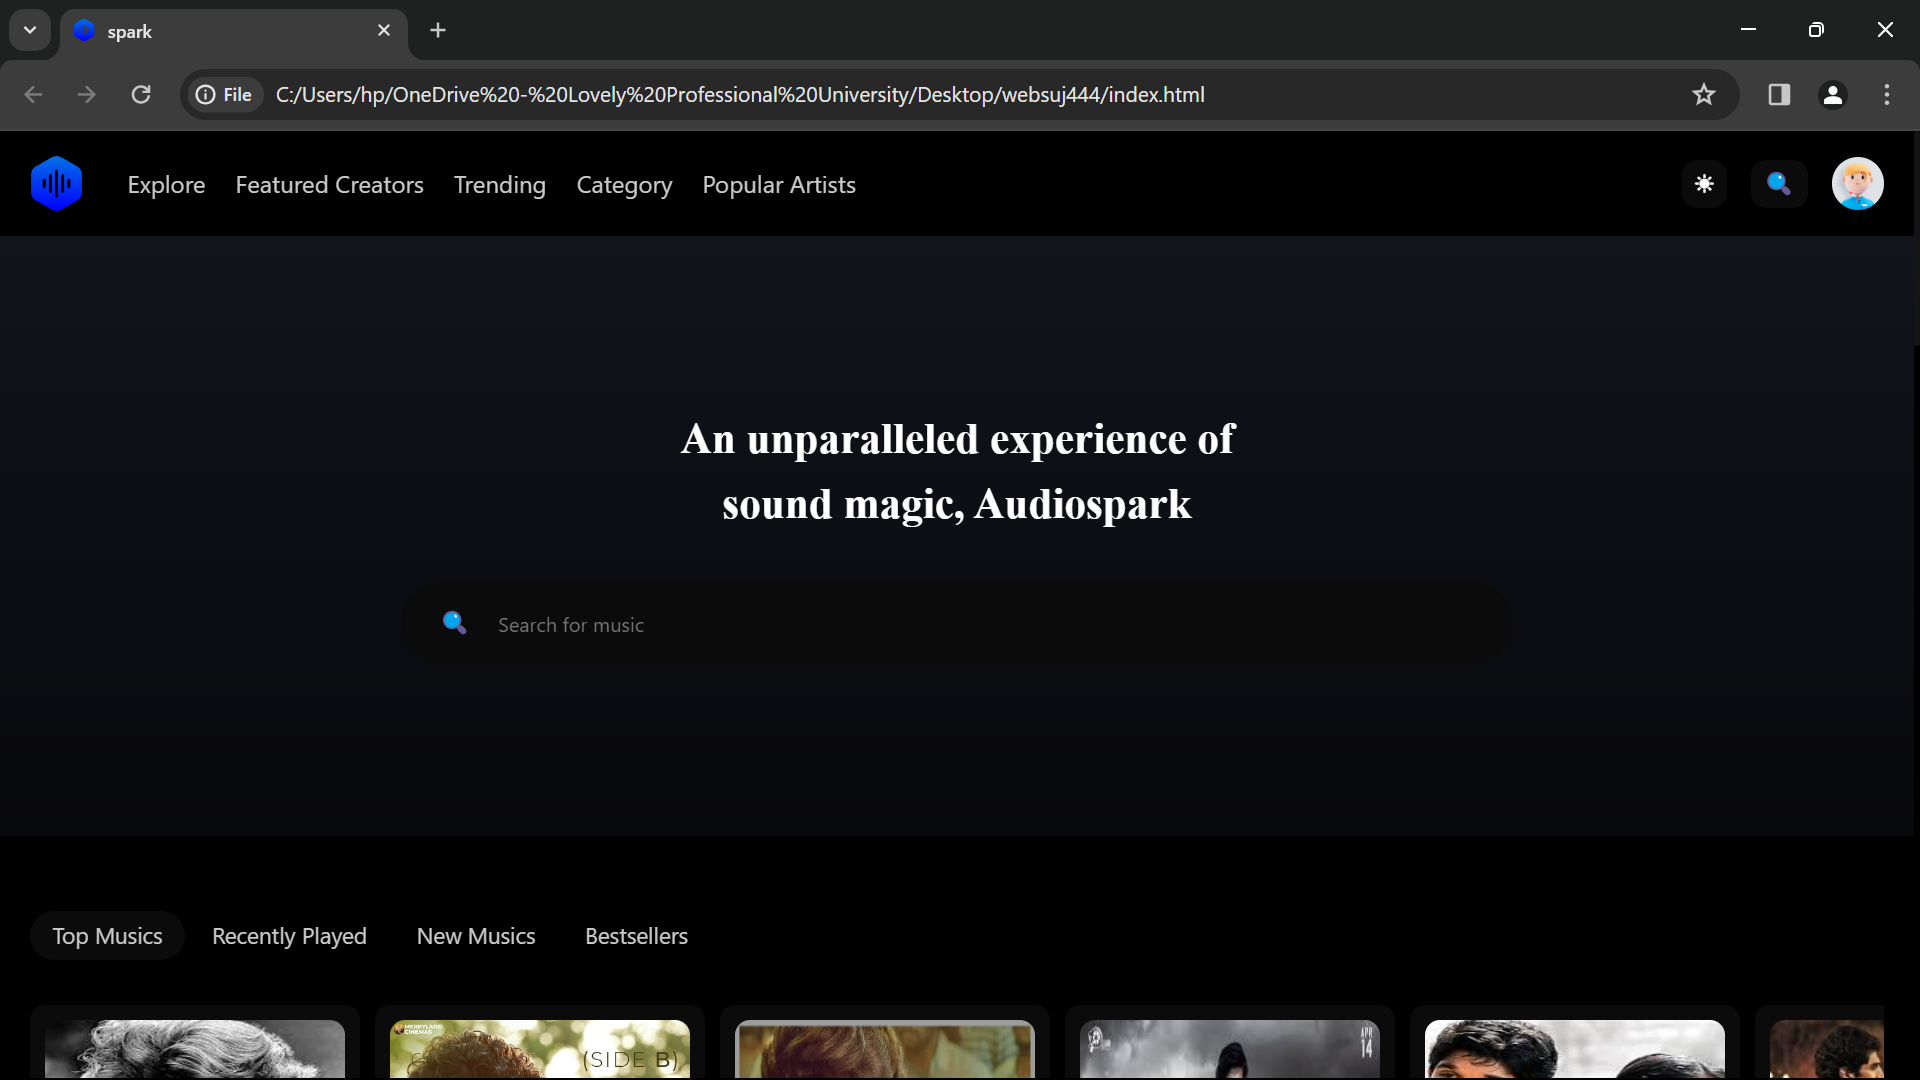 spark
File
C:/Users/hp/OneDrive%20-%20Lovely%20Professional%20University/Desktop/websuj444/index.html
Explore
Featured Creators
Trending
Category
Popular Artists
An unparalleled experience of
sound magic, Audiospark
Search for music
Top Musics
Recently Played
New Musics
Bestsellers
MERRYLAND
CINEMAS
(SIDE B)
APR
14